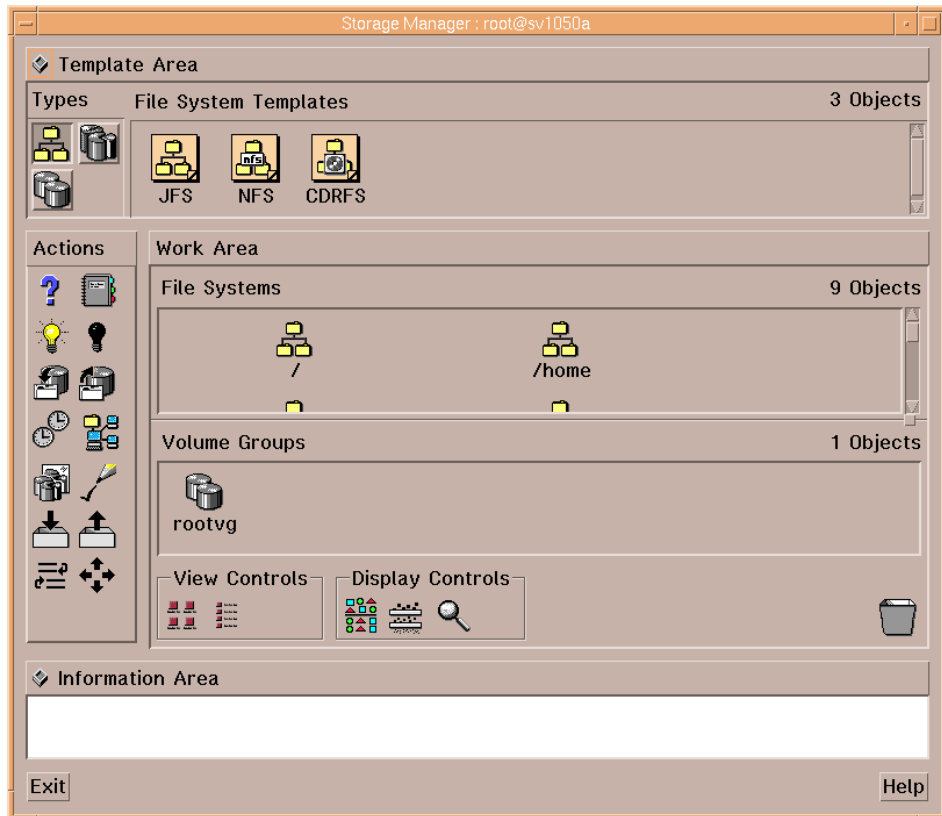 Storage Manager : root@sv1050a
Template Area
Types
File System Templates
3 Objects
nfs
JFS
NFS
CDRFS
Actions
Work Area
File Systems
9 Objects
/
/home
Volume Groups
1 Objects
rootvg
View Controls
Display Controls
Information Area
Exit
Help